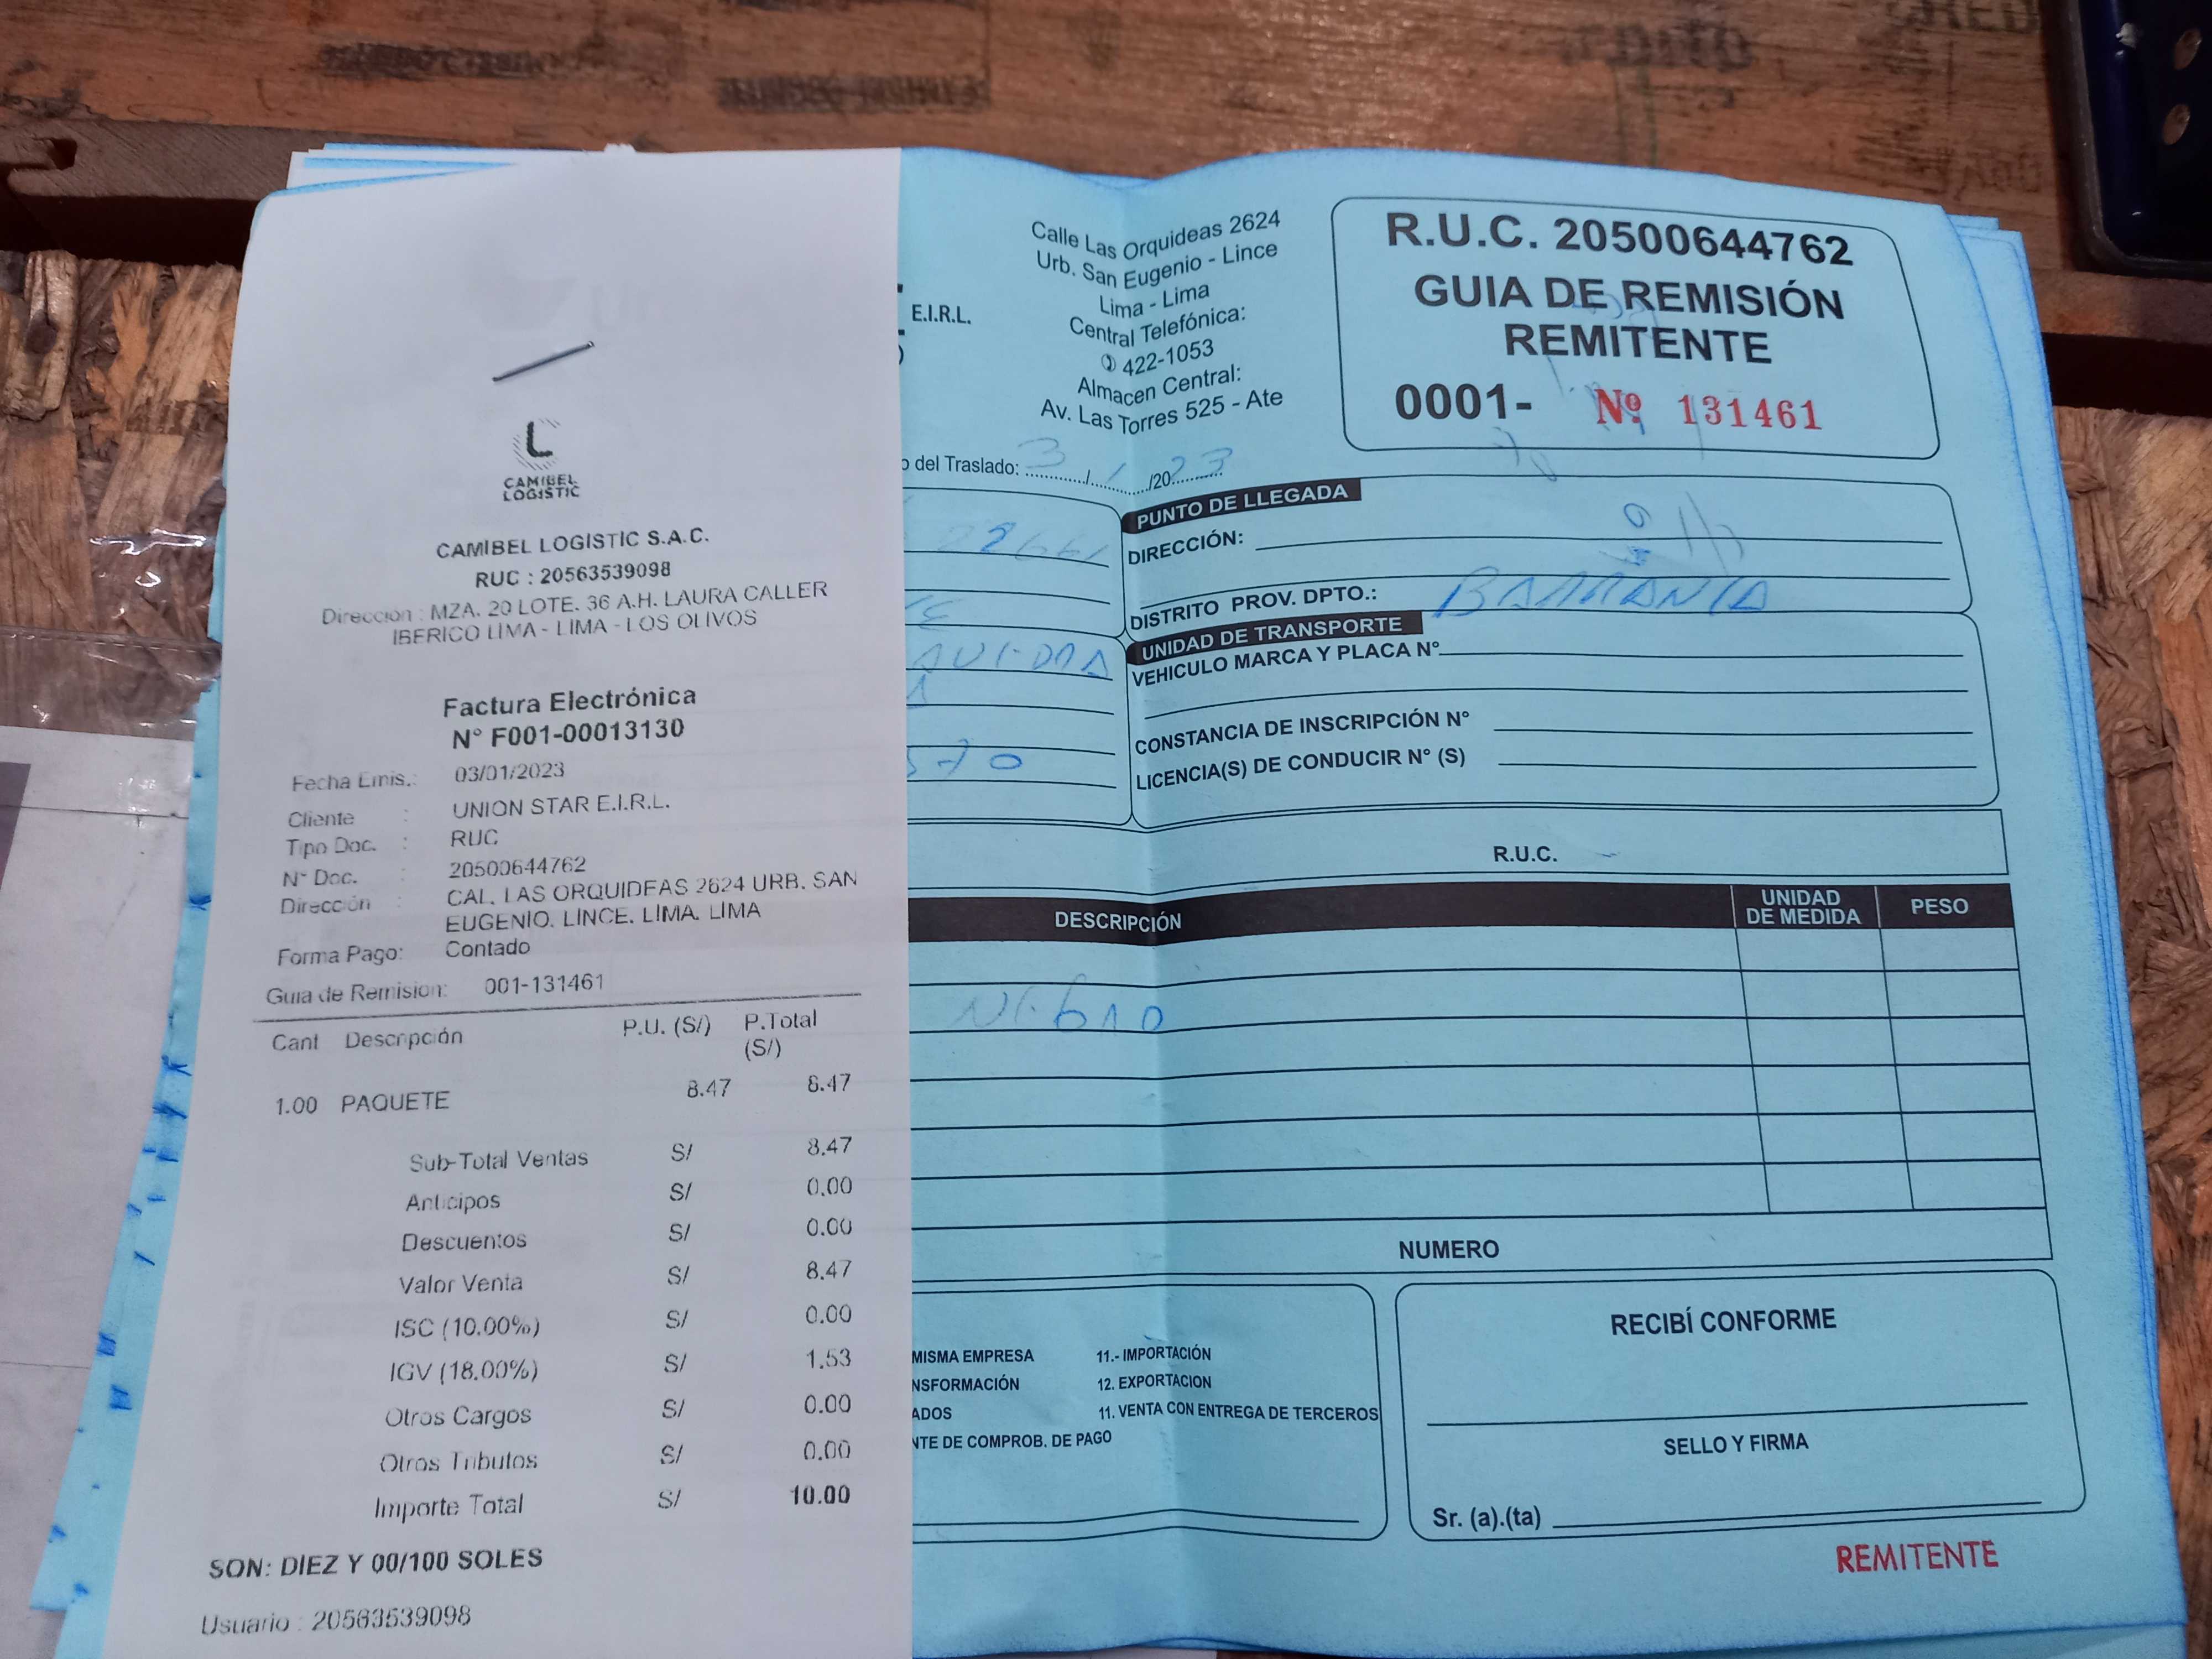 CAMIBEL
LOGISTIC
CAMIBEL LOGISTIC S.A.C.
RUC : 20563539098
Dirección : MZA. 20 LOTE. 36 A.H. LAURA CALLER
IBERICO LIMA - LIMA - LOS OLIVOS
Factura Electrónica
N° F001-00013130
Fecha Emis.: 03/01/2023
Cliente : UNION STAR E.I.R.L.
Tipo Doc. : RUC
N° Doc. : 20500644762
Dirección : CAL. LAS ORQUIDEAS 2624 URB. SAN
EUGENIO. LINCE. LIMA. LIMA
Forma Pago: Contado
Guia de Remision: 001-131461
Cant Descripción P.U. (S/) P.Total
(S/)
1.00 PAQUETE 8.47 8.47
Sub-Total Ventas S/ 8.47
Anticipos S/ 0.00
Descuentos S/ 0.00
Valor Venta S/ 8.47
ISC (10.00%) S/ 0.00
IGV (18.00%) S/ 1.53
Otros Cargos S/ 0.00
Otros Tributos S/ 0.00
Importe Total S/ 10.00
SON: DIEZ Y 00/100 SOLES
Usuario : 20563539098
E.I.R.L.
Calle Las Orquideas 2624
Urb. San Eugenio - Lince
Lima - Lima
Central Telefónica:
422-1053
Almacen Central:
Av. Las Torres 525 - Ate
R.U.C. 20500644762
GUIA DE REMISIÓN
REMITENTE
0001- Nº 131461
o del Traslado: 3/1/2023
PUNTO DE LLEGADA
DIRECCIÓN:
DISTRITO PROV. DPTO.: BARRANCA
UNIDAD DE TRANSPORTE
VEHICULO MARCA Y PLACA N°
CONSTANCIA DE INSCRIPCIÓN N°
LICENCIA(S) DE CONDUCIR N° (S)
R.U.C.
DESCRIPCIÓN
UNIDAD
DE MEDIDA
PESO
NUMERO
MISMA EMPRESA 11.- IMPORTACIÓN
NSFORMACIÓN 12. EXPORTACION
ADOS 11. VENTA CON ENTREGA DE TERCEROS
NTE DE COMPROB. DE PAGO
RECIBÍ CONFORME
SELLO Y FIRMA
Sr. (a).(ta)
REMITENTE